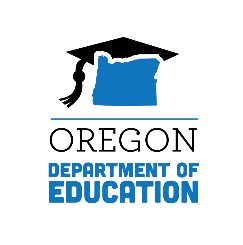 OREGON
DEPARTMENT OF
EDUCATION